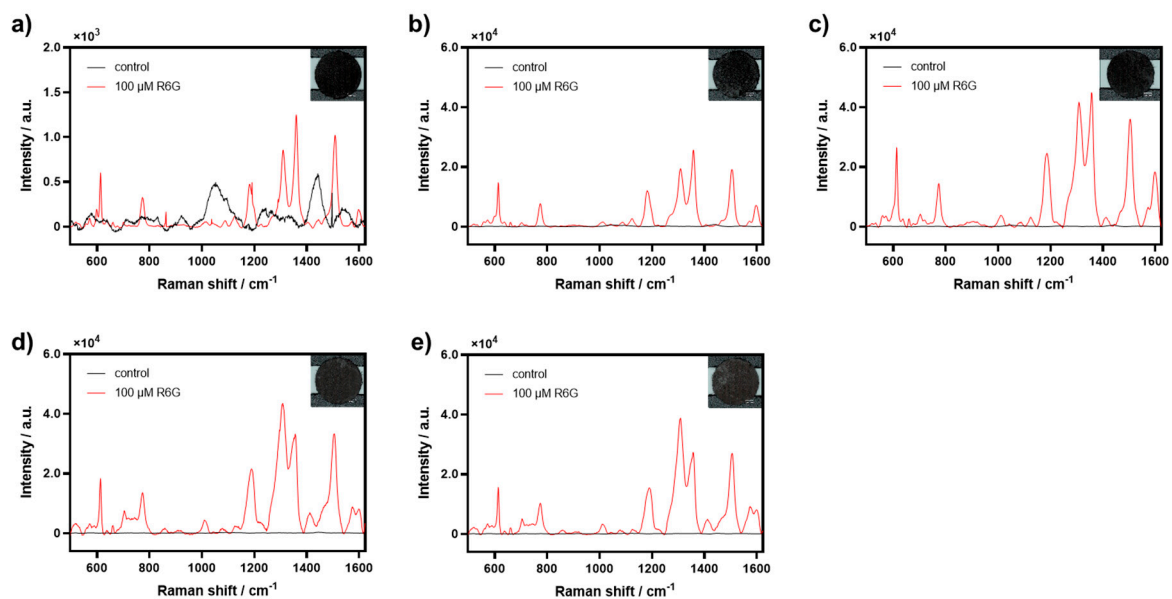 a)
×10³
2.0
1.5
1.0
0.5
0
Intensity / a.u.
control
100 µM R6G
600 800 1000 1200 1400 1600
Raman shift / cm⁻¹
b)
×10⁴
6.0
4.0
2.0
0
Intensity / a.u.
control
100 µM R6G
600 800 1000 1200 1400 1600
Raman shift / cm⁻¹
c)
×10⁴
6.0
4.0
2.0
0
Intensity / a.u.
control
100 µM R6G
600 800 1000 1200 1400 1600
Raman shift / cm⁻¹
d)
×10⁴
6.0
4.0
2.0
0
Intensity / a.u.
control
100 µM R6G
600 800 1000 1200 1400 1600
Raman shift / cm⁻¹
e)
×10⁴
6.0
4.0
2.0
0
Intensity / a.u.
control
100 µM R6G
600 800 1000 1200 1400 1600
Raman shift / cm⁻¹